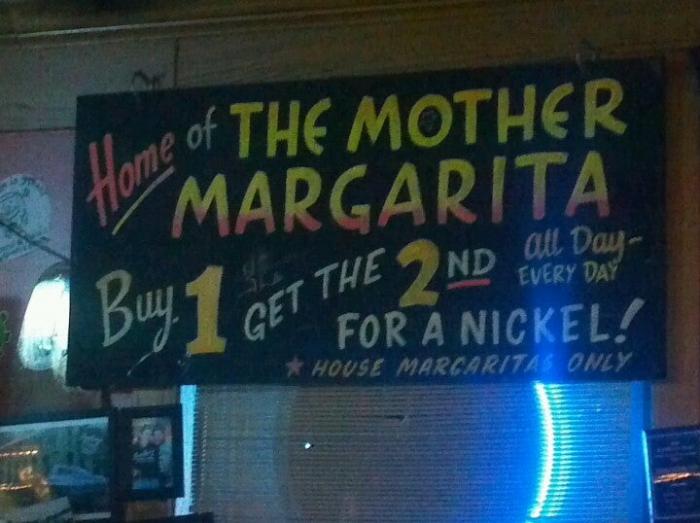 Home of THE MOTHER
MARGARITA
Buy 1 GET THE 2ND All Day-
EVERY DAY
FOR A NICKEL!
★ HOUSE MARGARITAS ONLY